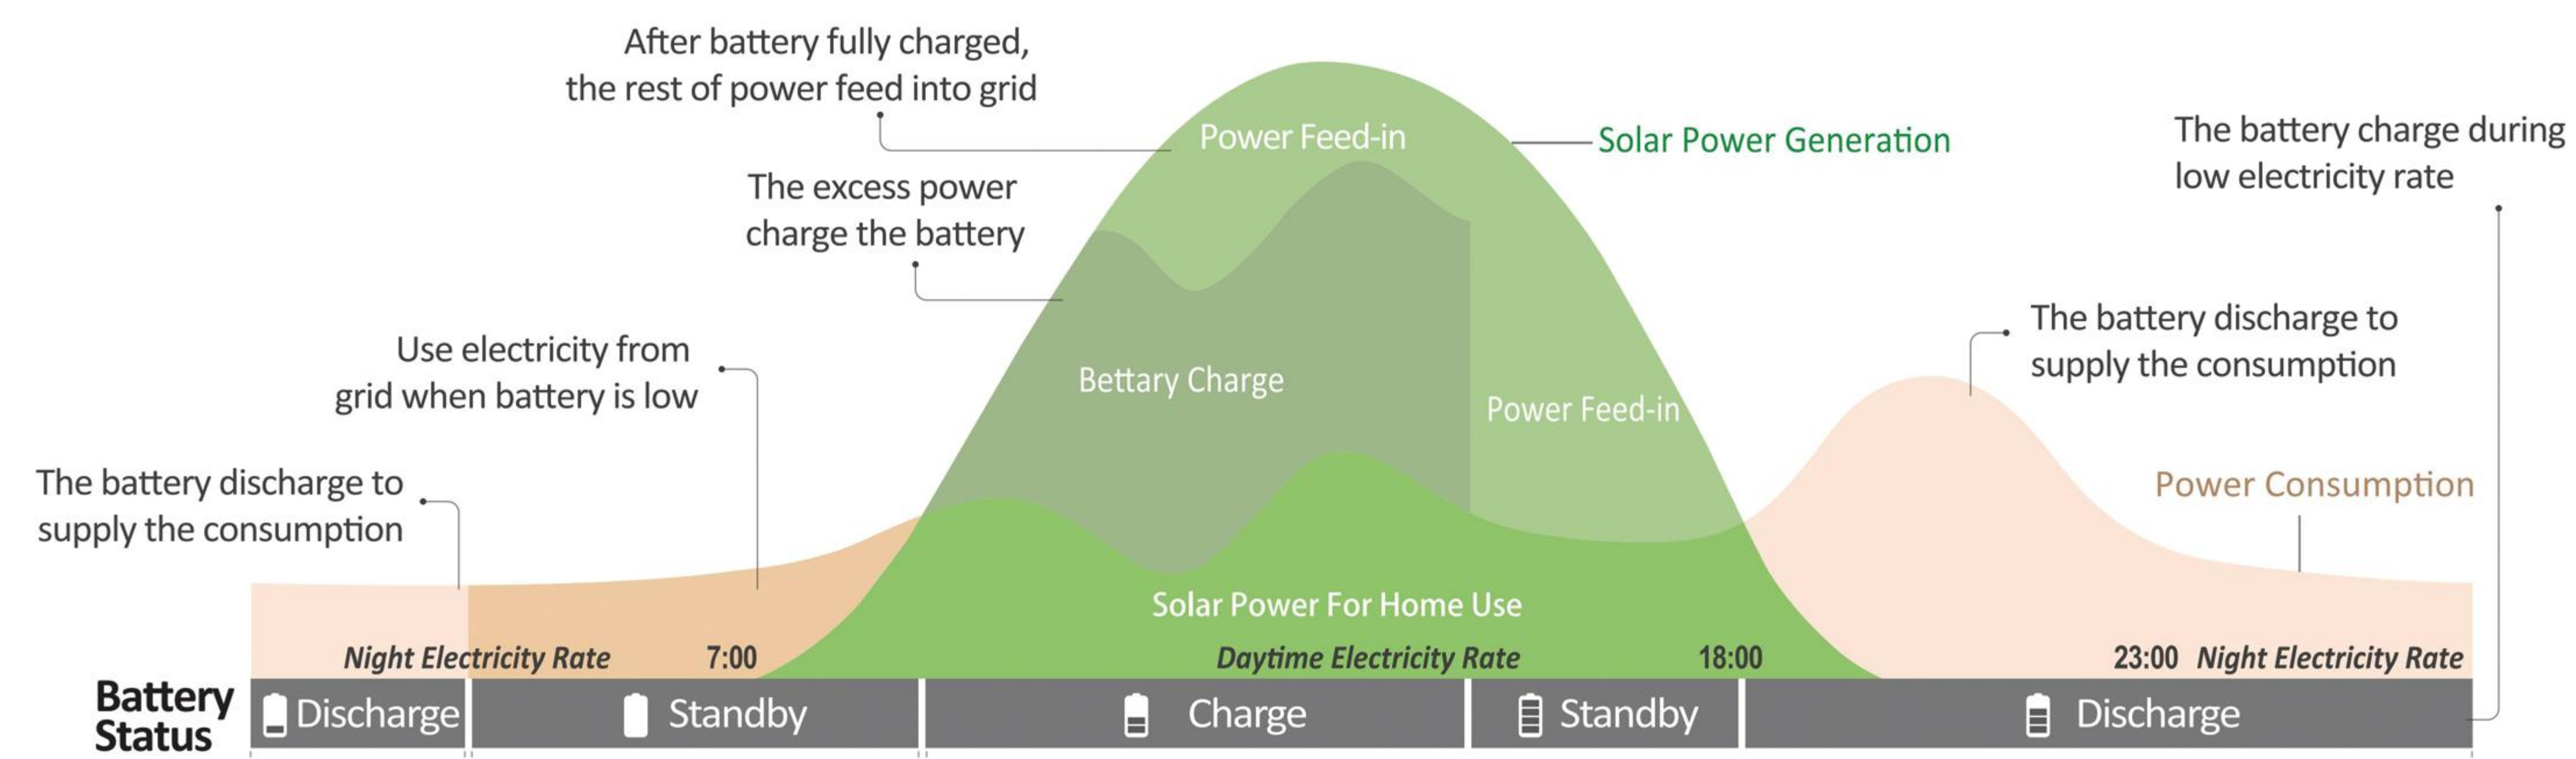 After battery fully charged,
the rest of power feed into grid
Power Feed-in
Solar Power Generation
The battery charge during
low electricity rate
The excess power
charge the battery
The battery discharge to
supply the consumption
Use electricity from
grid when battery is low
Bettary Charge
Power Feed-in
The battery discharge to
supply the consumption
Power Consumption
Solar Power For Home Use
Night Electricity Rate
7:00
Daytime Electricity Rate
18:00
23:00 Night Electricity Rate
Battery
Status
Discharge
Standby
Charge
Standby
Discharge